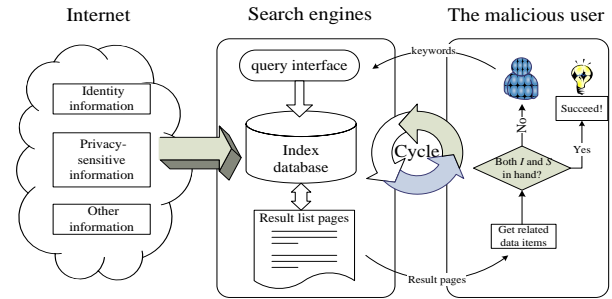 Internet
Search engines
The malicious user
Identity
information
Privacy-
sensitive
information
Other
information
query interface
Index
database
Result list pages
keywords
Cycle
Result pages
Succeed!
No
Yes
Both I and S
in hand?
Get related
data items